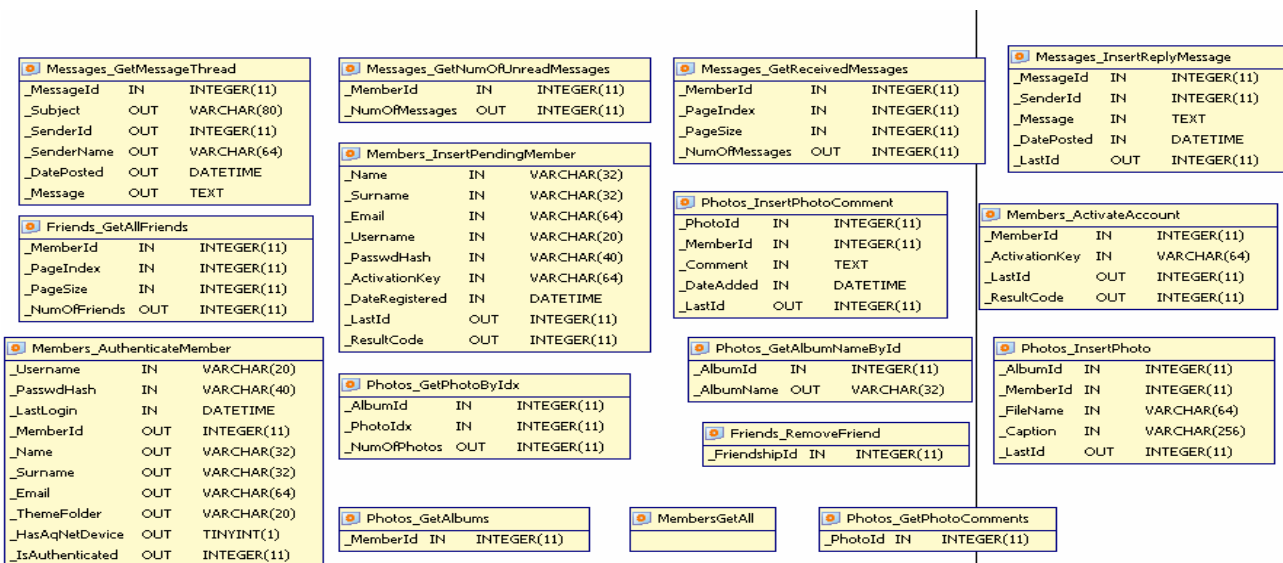 Messages_GetMessageThread
_MessageId IN INTEGER(11)
_Subject OUT VARCHAR(80)
_SenderId OUT INTEGER(11)
_SenderName OUT VARCHAR(64)
_DatePosted OUT DATETIME
_Message OUT TEXT
Friends_GetAllFriends
_MemberId IN INTEGER(11)
_PageIndex IN INTEGER(11)
_PageSize IN INTEGER(11)
_NumOfFriends OUT INTEGER(11)
Members_AuthenticateMember
_Username IN VARCHAR(20)
_PasswdHash IN VARCHAR(40)
_LastLogin IN DATETIME
_MemberId OUT INTEGER(11)
_Name OUT VARCHAR(32)
_Surname OUT VARCHAR(32)
_Email OUT VARCHAR(64)
_ThemeFolder OUT VARCHAR(20)
_HasAqNetDevice OUT TINYINT(1)
_IsAuthenticated OUT INTEGER(11)
Messages_GetNumOfUnreadMessages
_MemberId IN INTEGER(11)
_NumOfMessages OUT INTEGER(11)
Members_InsertPendingMember
_Name IN VARCHAR(32)
_Surname IN VARCHAR(32)
_Email IN VARCHAR(64)
_Username IN VARCHAR(20)
_PasswdHash IN VARCHAR(40)
_ActivationKey IN VARCHAR(64)
_DateRegistered IN DATETIME
_LastId OUT INTEGER(11)
_ResultCode OUT INTEGER(11)
Photos_GetPhotoByIdx
_AlbumId IN INTEGER(11)
_PhotoIdx IN INTEGER(11)
_NumOfPhotos OUT INTEGER(11)
Photos_GetAlbums
_MemberId IN INTEGER(11)
Messages_GetReceivedMessages
_MemberId IN INTEGER(11)
_PageIndex IN INTEGER(11)
_PageSize IN INTEGER(11)
_NumOfMessages OUT INTEGER(11)
Photos_InsertPhotoComment
_PhotoId IN INTEGER(11)
_MemberId IN INTEGER(11)
_Comment IN TEXT
_DateAdded IN DATETIME
_LastId OUT INTEGER(11)
Photos_GetAlbumNameById
_AlbumId IN INTEGER(11)
_AlbumName OUT VARCHAR(32)
Friends_RemoveFriend
_FriendshipId IN INTEGER(11)
MembersGetAll
Photos_GetPhotoComments
_PhotoId IN INTEGER(11)
Messages_InsertReplyMessage
_MessageId IN INTEGER(11)
_SenderId IN INTEGER(11)
_Message IN TEXT
_DatePosted IN DATETIME
_LastId OUT INTEGER(11)
Members_ActivateAccount
_MemberId IN INTEGER(11)
_ActivationKey IN VARCHAR(64)
_LastId OUT INTEGER(11)
_ResultCode OUT INTEGER(11)
Photos_InsertPhoto
_AlbumId IN INTEGER(11)
_MemberId IN INTEGER(11)
_FileName IN VARCHAR(64)
_Caption IN VARCHAR(256)
_LastId OUT INTEGER(11)